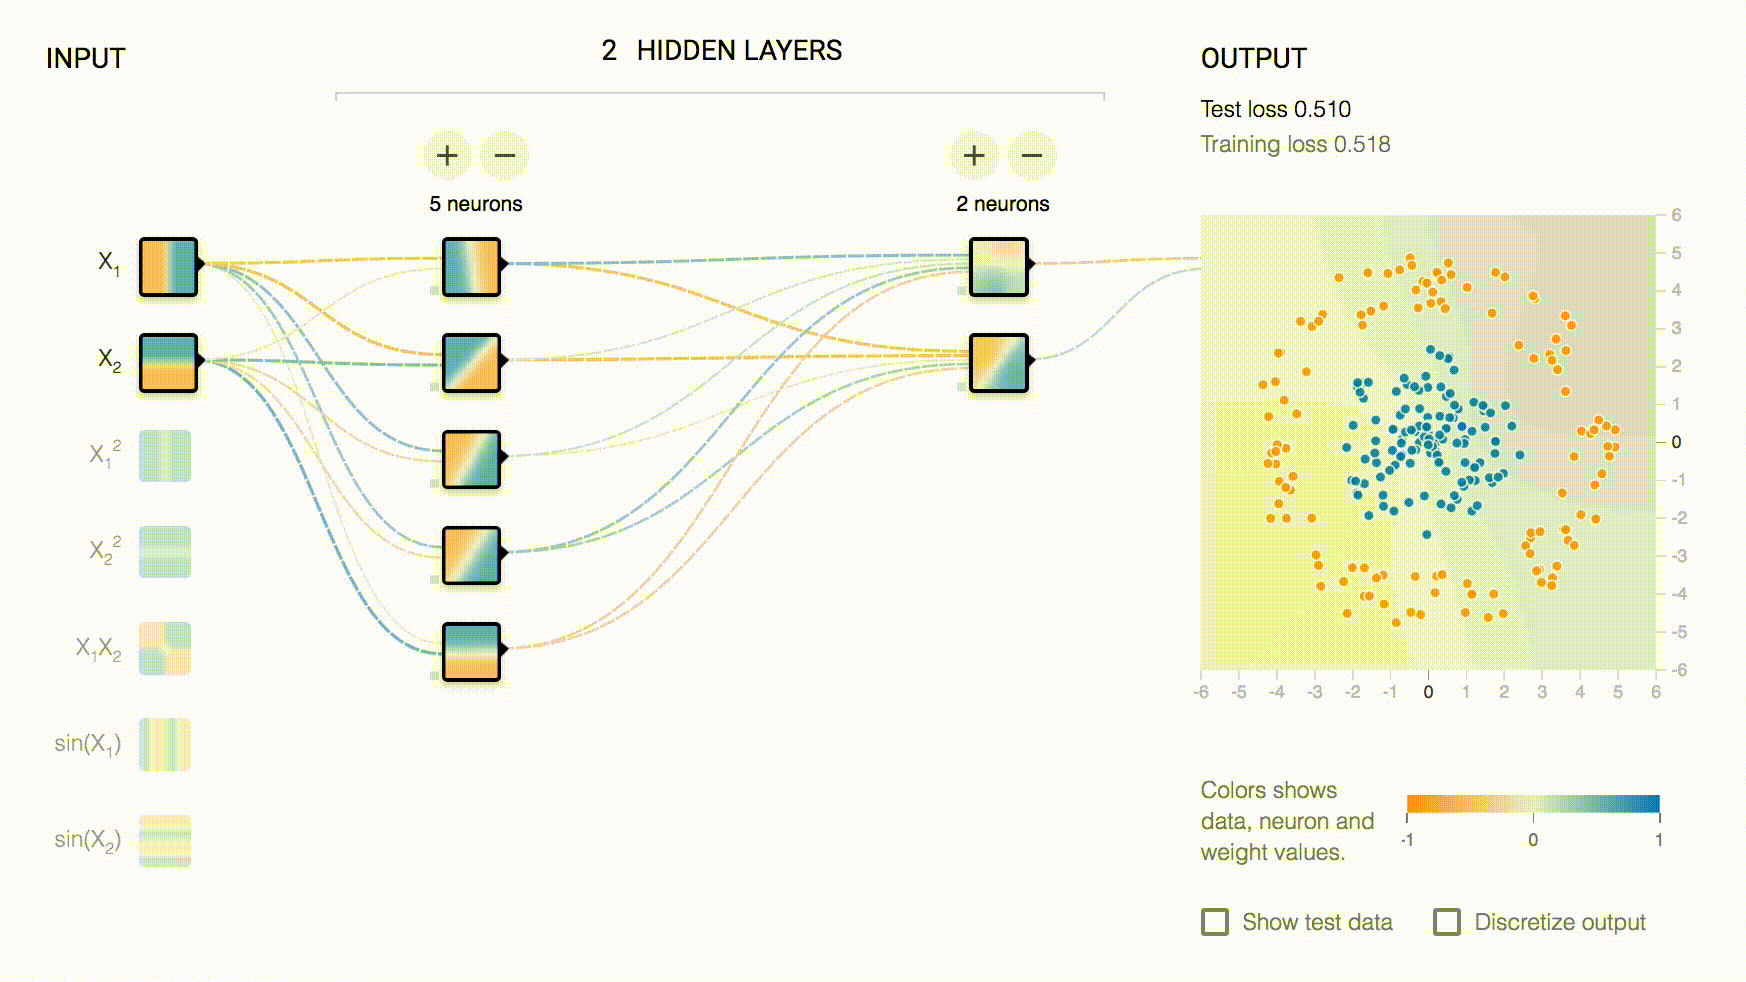 INPUT
2 HIDDEN LAYERS
OUTPUT
Test loss 0.510
Training loss 0.518
+ −
+ −
5 neurons
2 neurons
X1
X2
X1²
X2²
X1X2
sin(X1)
sin(X2)
6
5
4
3
2
1
0
-1
-2
-3
-4
-5
-6
-6 -5 -4 -3 -2 -1 0 1 2 3 4 5 6
Colors shows
data, neuron and
weight values.
-1 0 1
Show test data
Discretize output